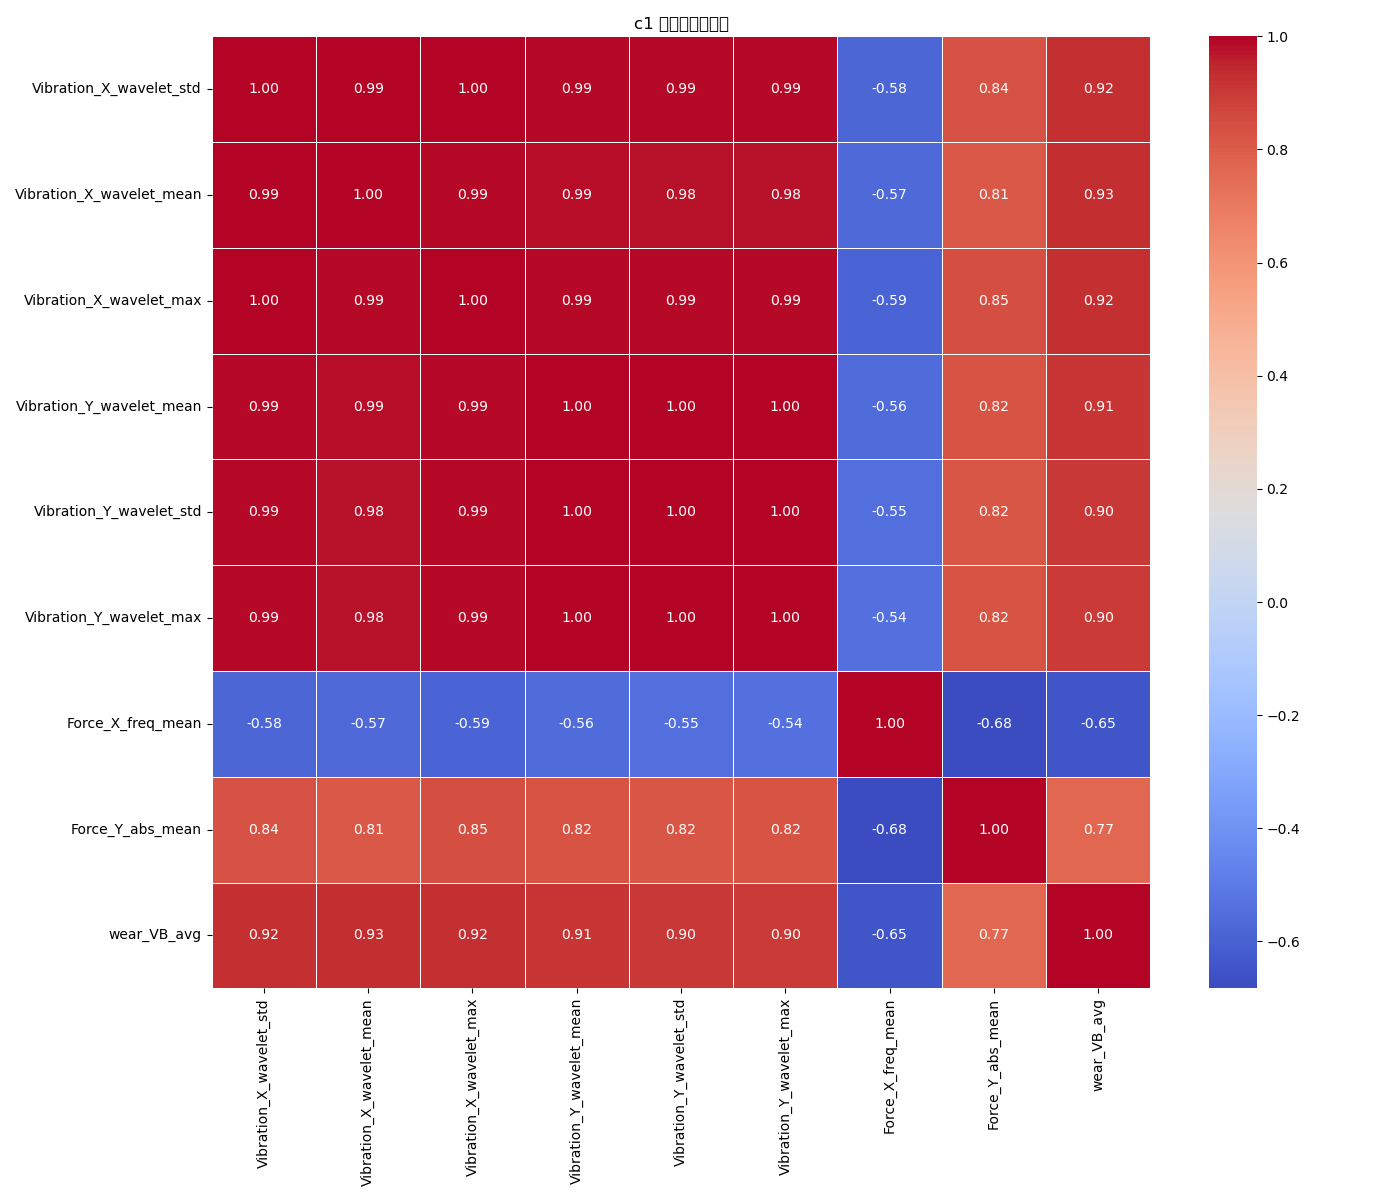 c1
Vibration_X_wavelet_std 1.00 0.99 1.00 0.99 0.99 0.99 -0.58 0.84 0.92
Vibration_X_wavelet_mean 0.99 1.00 0.99 0.99 0.98 0.98 -0.57 0.81 0.93
Vibration_X_wavelet_max 1.00 0.99 1.00 0.99 0.99 0.99 -0.59 0.85 0.92
Vibration_Y_wavelet_mean 0.99 0.99 0.99 1.00 1.00 1.00 -0.56 0.82 0.91
Vibration_Y_wavelet_std 0.99 0.98 0.99 1.00 1.00 1.00 -0.55 0.82 0.90
Vibration_Y_wavelet_max 0.99 0.98 0.99 1.00 1.00 1.00 -0.54 0.82 0.90
Force_X_freq_mean -0.58 -0.57 -0.59 -0.56 -0.55 -0.54 1.00 -0.68 -0.65
Force_Y_abs_mean 0.84 0.81 0.85 0.82 0.82 0.82 -0.68 1.00 0.77
wear_VB_avg 0.92 0.93 0.92 0.91 0.90 0.90 -0.65 0.77 1.00
Vibration_X_wavelet_std
Vibration_X_wavelet_mean
Vibration_X_wavelet_max
Vibration_Y_wavelet_mean
Vibration_Y_wavelet_std
Vibration_Y_wavelet_max
Force_X_freq_mean
Force_Y_abs_mean
wear_VB_avg
1.0
0.8
0.6
0.4
0.2
0.0
−0.2
−0.4
−0.6